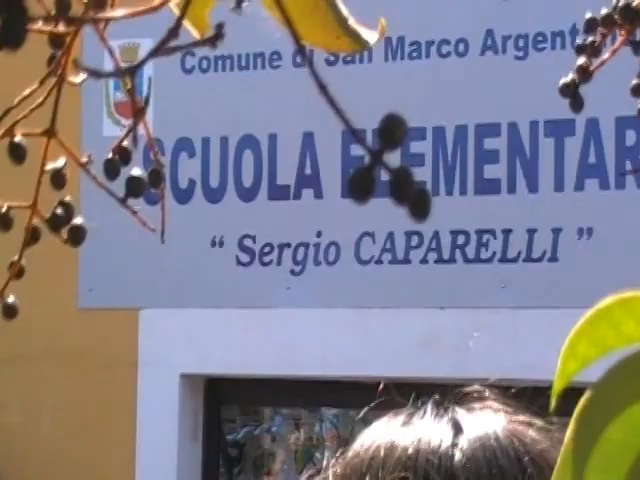 Comune di San Marco Argent
SCUOLA ELEMENTAR
“ Sergio CAPARELLI ”